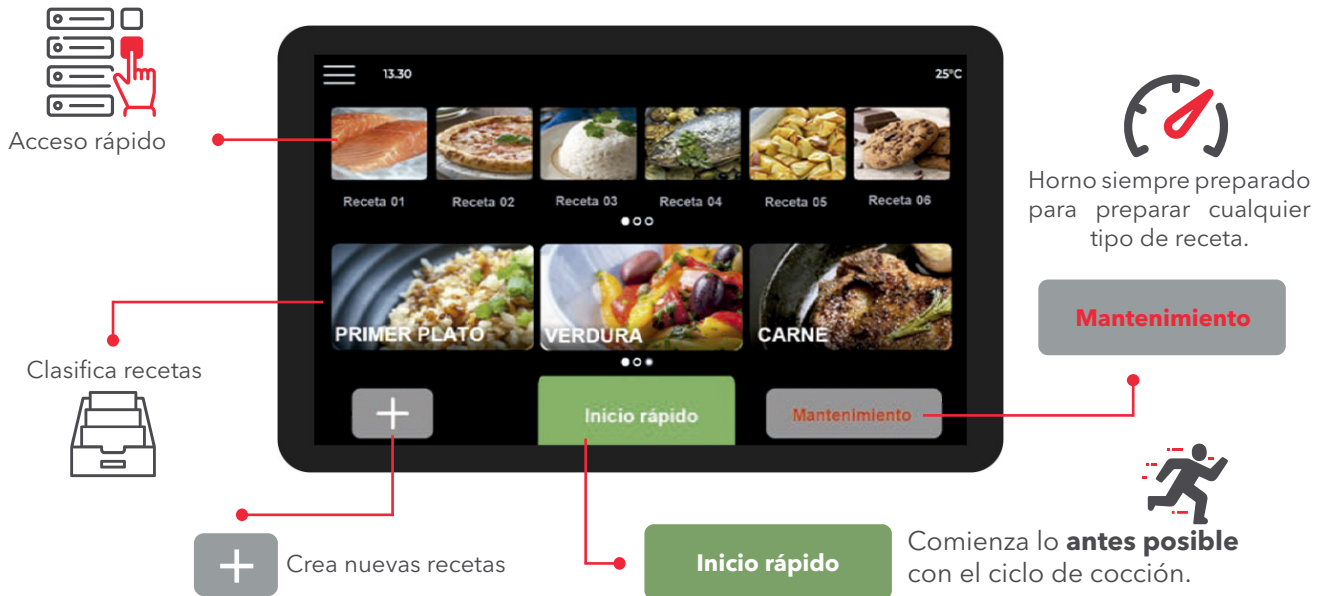 13.30
25°C
Acceso rápido
Receta 01
Receta 02
Receta 03
Receta 04
Receta 05
Receta 06
Horno siempre preparado
para preparar cualquier
tipo de receta.
PRIMER PLATO
VERDURA
CARNE
Mantenimiento
Clasifica recetas
Inicio rápido
Mantenimiento
Crea nuevas recetas
Inicio rápido
Comienza lo antes posible
con el ciclo de cocción.